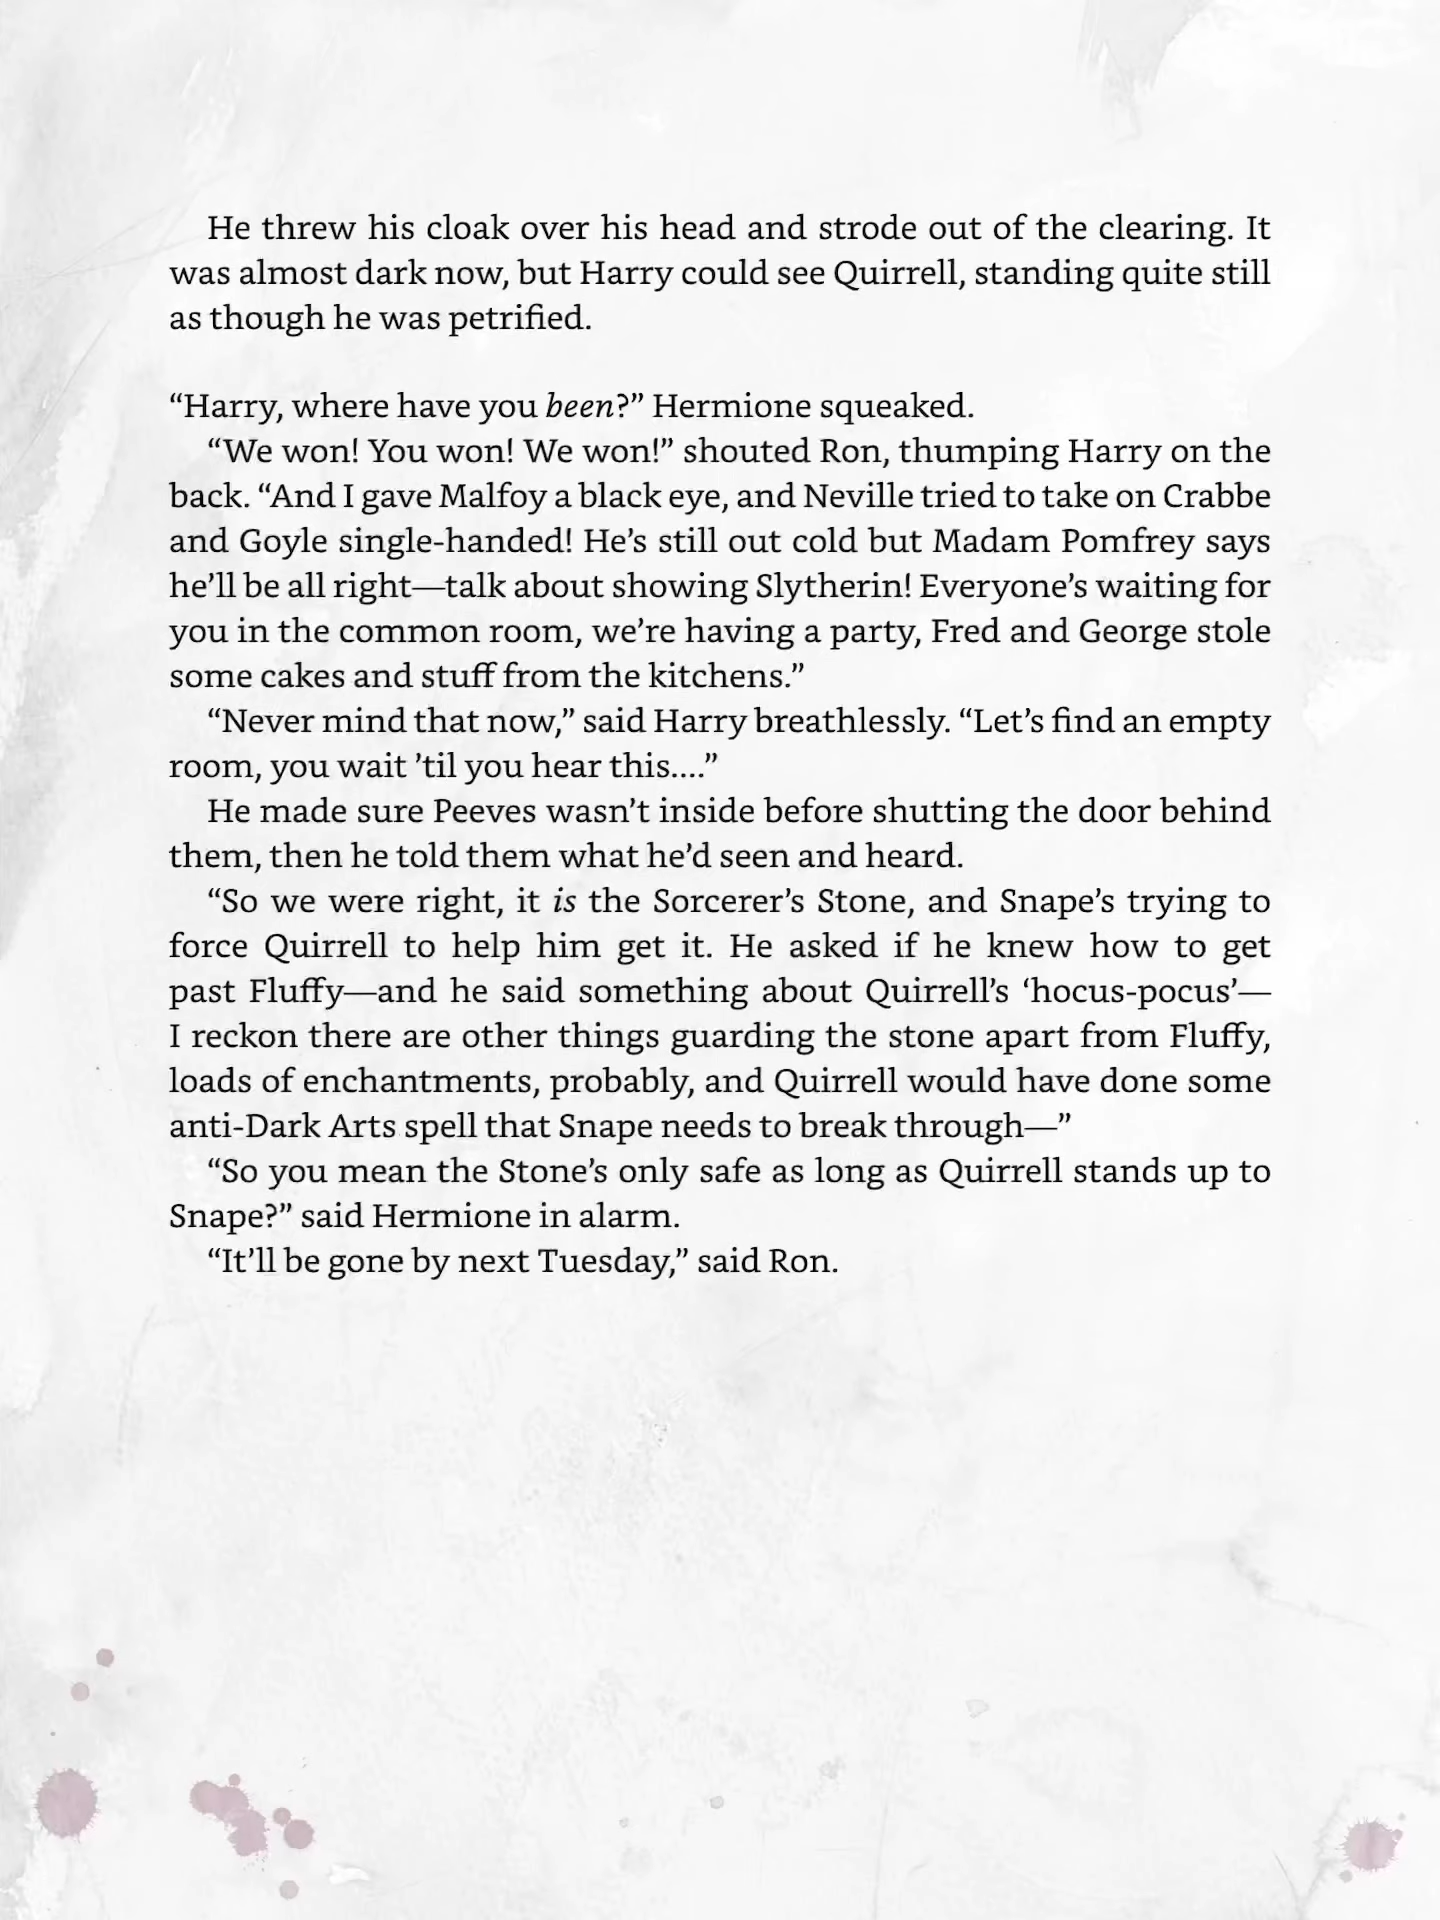 He threw his cloak over his head and strode out of the clearing. It
was almost dark now, but Harry could see Quirrell, standing quite still
as though he was petrified.
“Harry, where have you been?” Hermione squeaked.
“We won! You won! We won!” shouted Ron, thumping Harry on the
back. “And I gave Malfoy a black eye, and Neville tried to take on Crabbe
and Goyle single-handed! He’s still out cold but Madam Pomfrey says
he’ll be all right—talk about showing Slytherin! Everyone’s waiting for
you in the common room, we’re having a party, Fred and George stole
some cakes and stuff from the kitchens.”
“Never mind that now,” said Harry breathlessly. “Let’s find an empty
room, you wait ’til you hear this....”
He made sure Peeves wasn’t inside before shutting the door behind
them, then he told them what he’d seen and heard.
“So we were right, it is the Sorcerer’s Stone, and Snape’s trying to
force Quirrell to help him get it. He asked if he knew how to get
past Fluffy—and he said something about Quirrell’s ‘hocus-pocus’—
I reckon there are other things guarding the stone apart from Fluffy,
loads of enchantments, probably, and Quirrell would have done some
anti-Dark Arts spell that Snape needs to break through—”
“So you mean the Stone’s only safe as long as Quirrell stands up to
Snape?” said Hermione in alarm.
“It’ll be gone by next Tuesday,” said Ron.